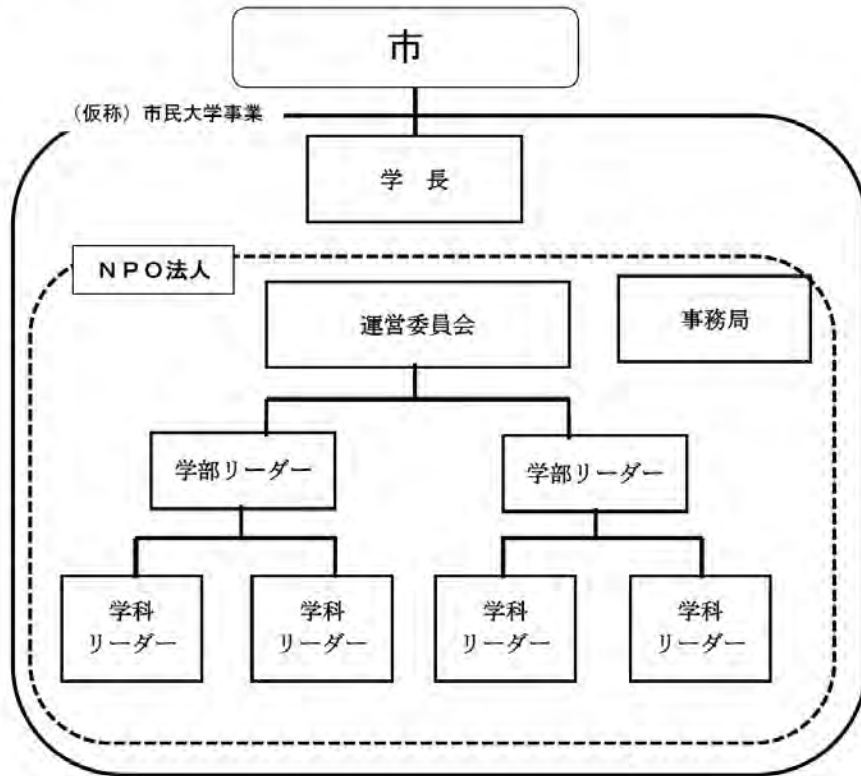 市
（仮称）市民大学事業
学　長
ＮＰＯ法人
運営委員会
事務局
学部リーダー
学部リーダー
学科
リーダー
学科
リーダー
学科
リーダー
学科
リーダー